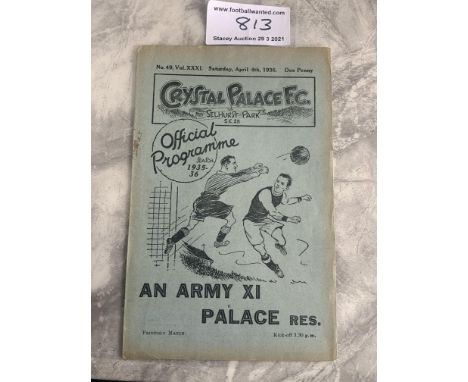 www.footballwanted.com
813
Stacey Auction 29 3 2021
No. 49, Vol. XXXI. Saturday, April 4th, 1936. One Penny
CRYSTAL PALACE F.C.
SELHURST PARK
S.E.25
Official
Programme
Season
1935-
36
AN ARMY XI
v.
PALACE RES.
FRIENDLY MATCH. Kick-off 3.30 p.m.